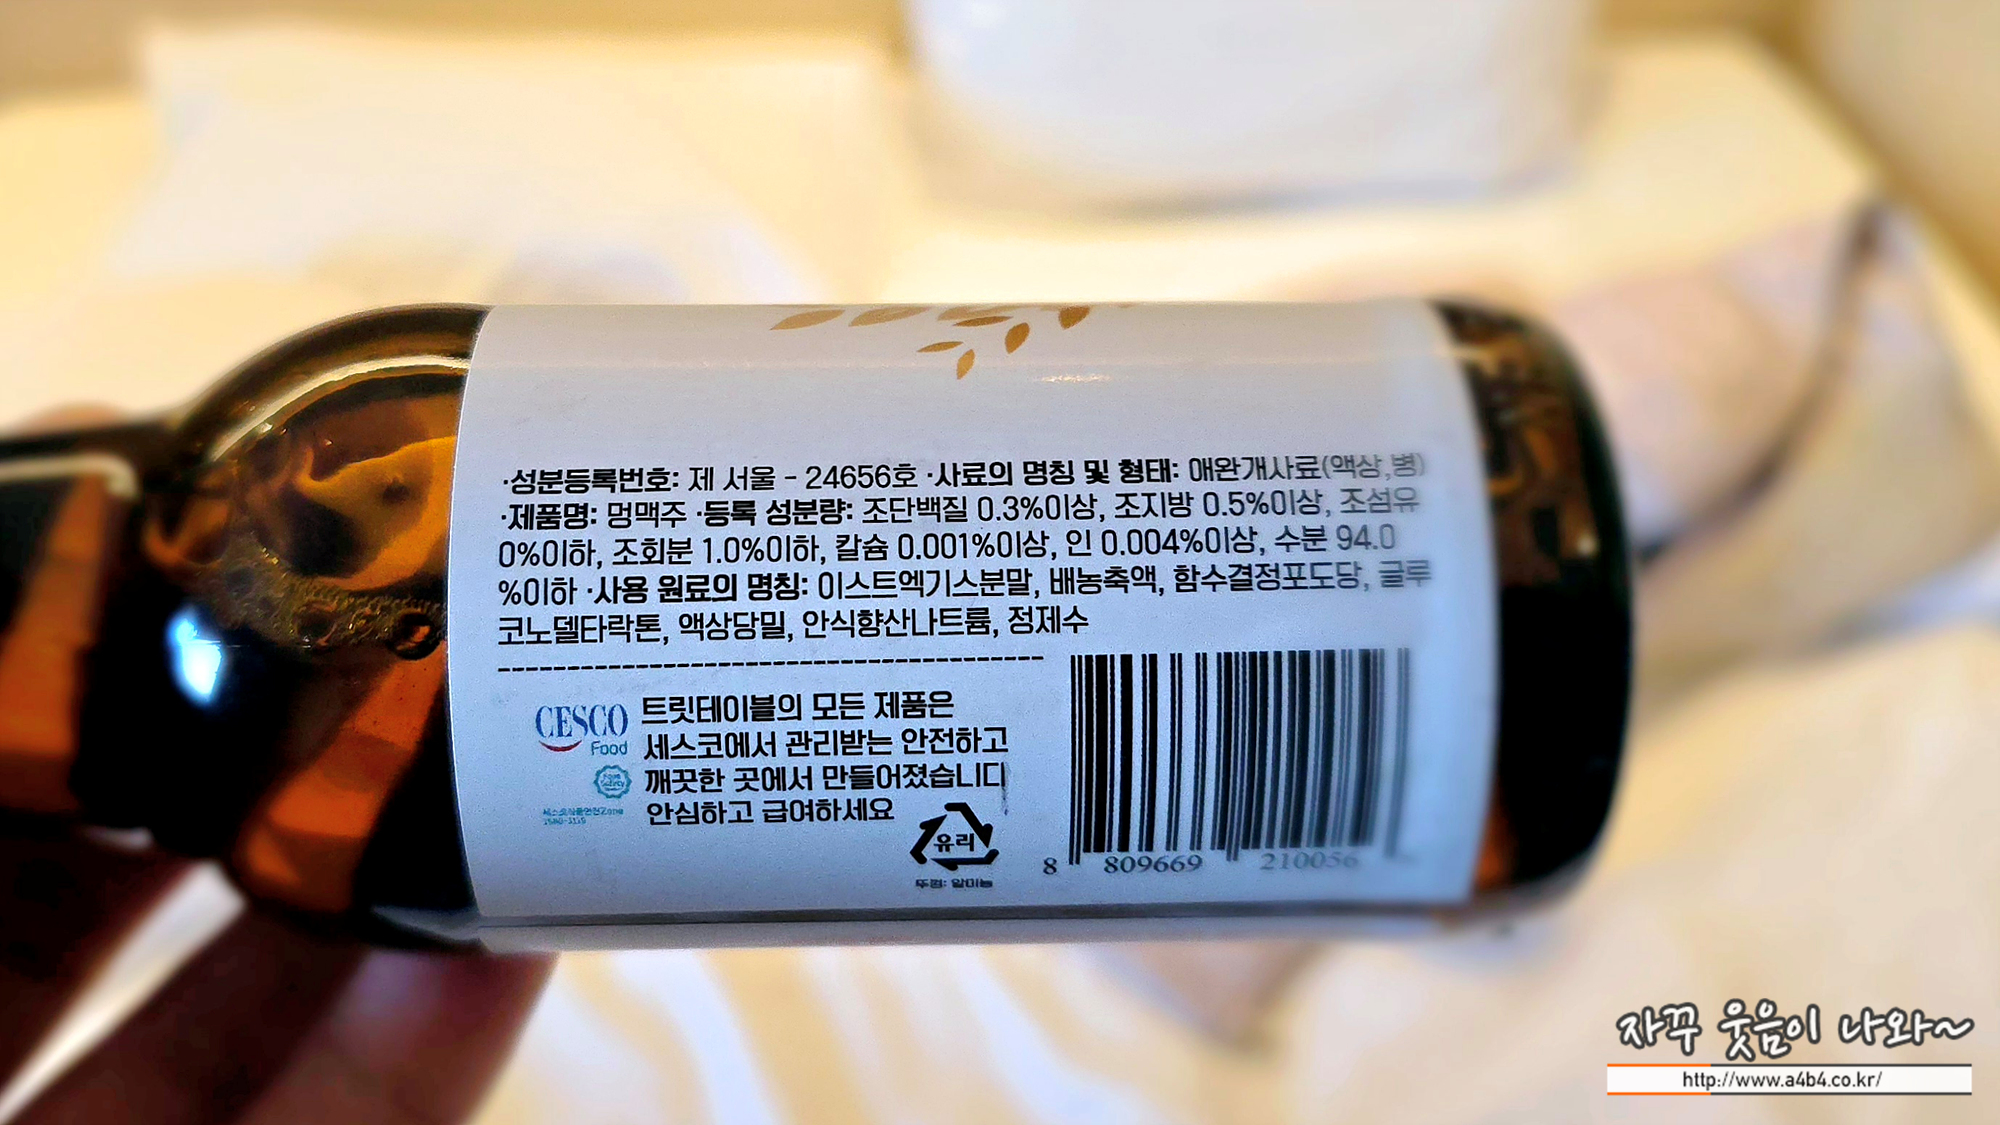 ·성분등록번호: 제 서울 - 24656호 ·사료의 명칭 및 형태: 애완개사료(액상,병)
·제품명: 멍맥주 ·등록 성분량: 조단백질 0.3%이상, 조지방 0.5%이상, 조섬유
0%이하, 조회분 1.0%이하, 칼슘 0.001%이상, 인 0.004%이상, 수분 94.0
%이하 ·사용 원료의 명칭: 이스트엑기스분말, 배농축액, 함수결정포도당, 글루
코노델타락톤, 액상당밀, 안식향산나트륨, 정제수
CESCO
Food
트릿테이블의 모든 제품은
세스코에서 관리받는 안전하고
깨끗한 곳에서 만들어졌습니다
안심하고 급여하세요
유리
뚜껑: 알미늄
8 809669 210056
자꾸 웃음이 나와~
http://www.a4b4.co.kr/